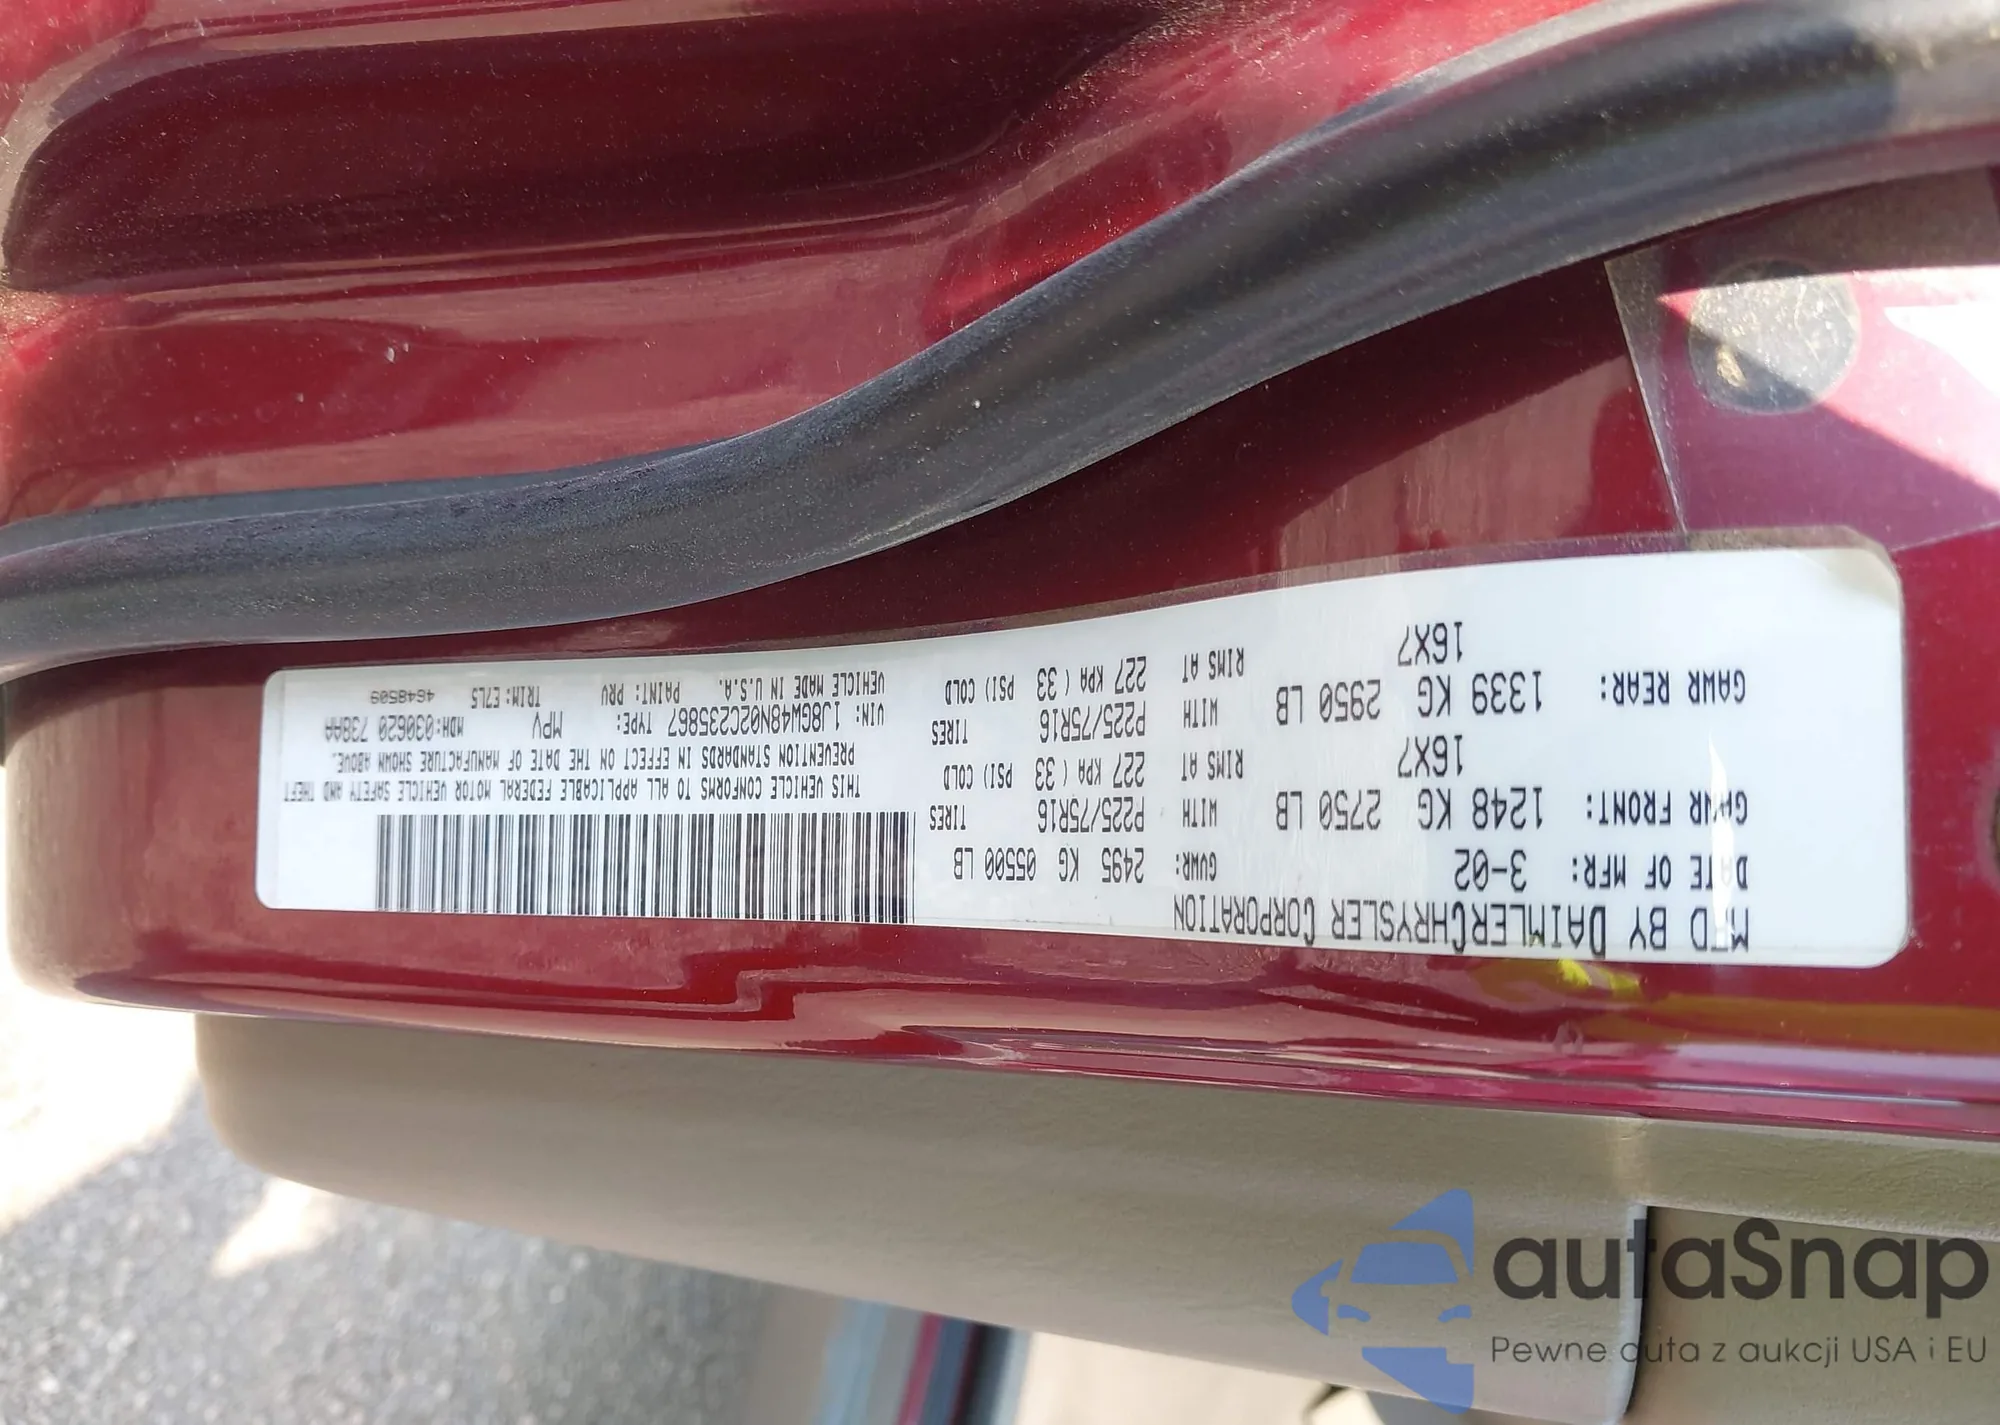 MFD BY DAIMLERCHRYSLER CORPORATION
DATE OF MFR: 3-02 GVWR: 2495 KG 05500 LB
GAWR FRONT: 1248 KG 2750 LB WITH P225/75R16 TIRES
16X7 RIMS AT 227 KPA ( 33 PSI) COLD
GAWR REAR: 1339 KG 2950 LB WITH P225/75R16 TIRES
16X7 RIMS AT 227 KPA ( 33 PSI) COLD
THIS VEHICLE CONFORMS TO ALL APPLICABLE FEDERAL MOTOR VEHICLE SAFETY AND THEFT
PREVENTION STANDARDS IN EFFECT ON THE DATE OF MANUFACTURE SHOWN ABOVE.
VIN: 1J8GW48N02C235867 TYPE: MPV MDH:030620 738AA
VEHICLE MADE IN U.S.A. PAINT: PRV TRIM:E7L5 4648509
autaSnap
Pewne auta z aukcji USA i EU